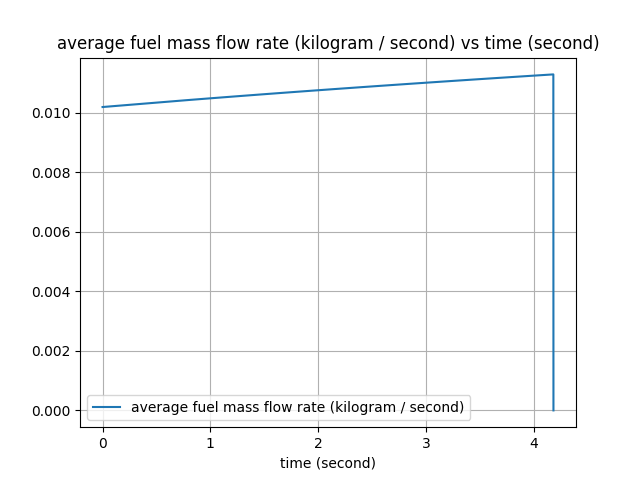 average fuel mass flow rate (kilogram / second) vs time (second)
0.010
0.008
0.006
0.004
0.002
0.000
average fuel mass flow rate (kilogram / second)
0 1 2 3 4
time (second)